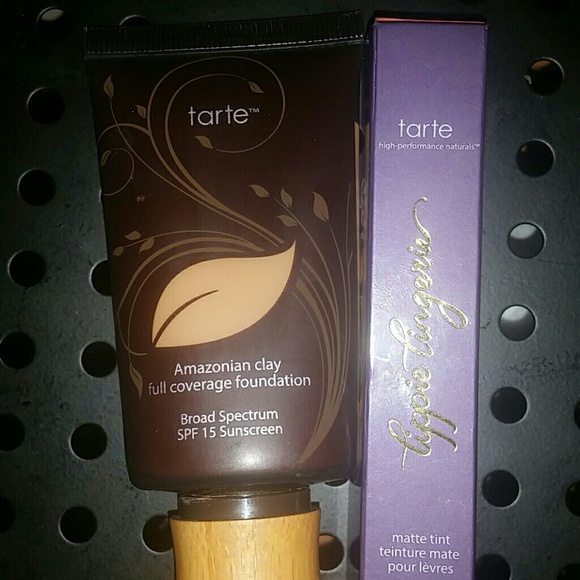 tarte™
Amazonian clay
full coverage foundation
Broad Spectrum
SPF 15 Sunscreen
tarte
high-performance naturals™
lippie lingerie
matte tint
teinture mate
pour lèvres